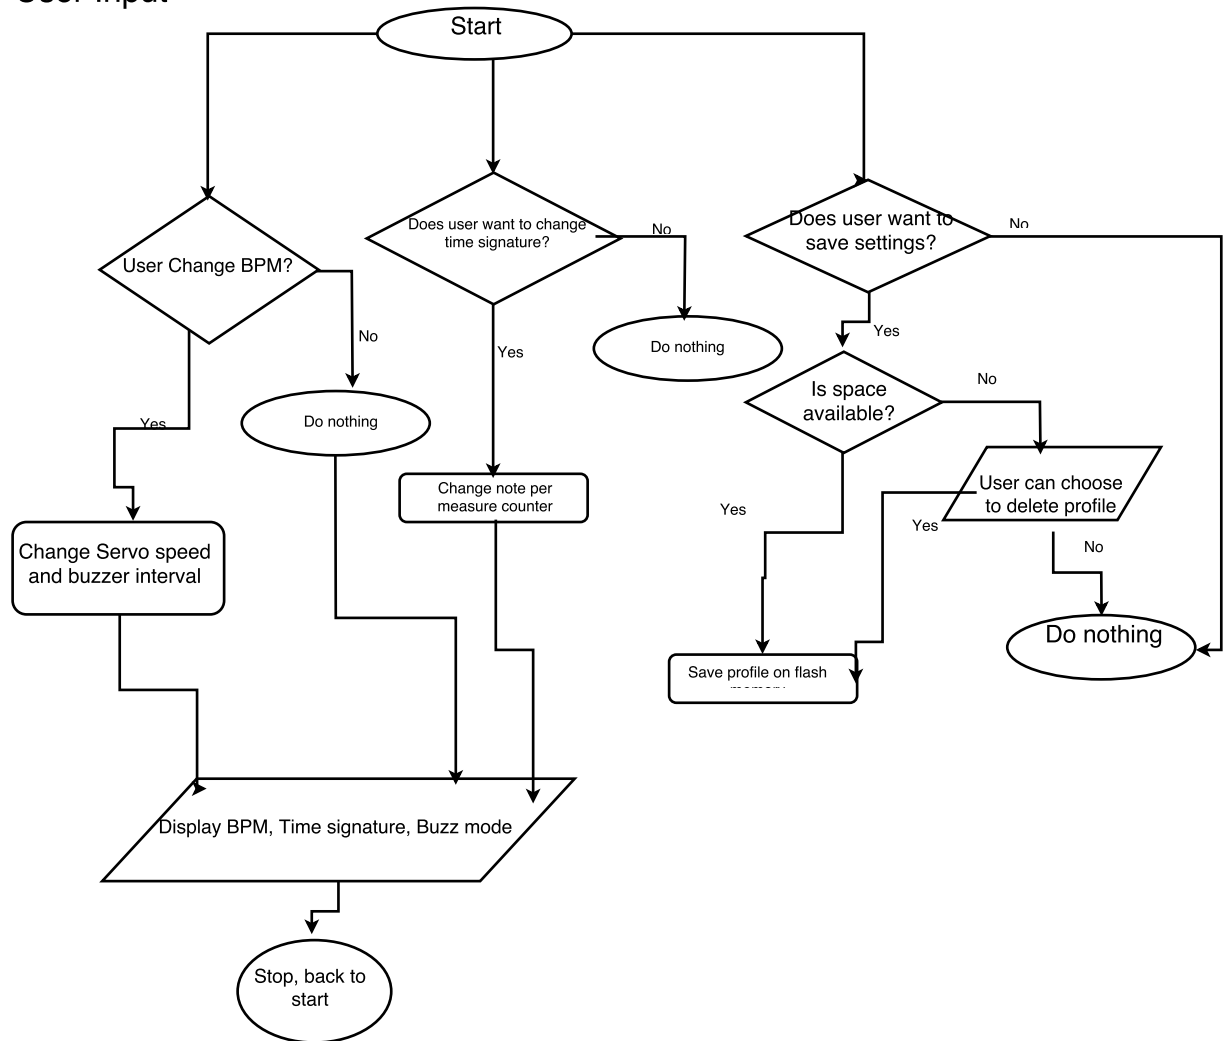 User Input
Start
User Change BPM?
Does user want to change
time signature?
Does user want to
save settings?
No
No
No
Yes
Yes
Yes
Do nothing
Do nothing
Is space
available?
No
Change note per
measure counter
User can choose
to delete profile
Yes
Yes
No
Change Servo speed
and buzzer interval
Do nothing
Save profile on flash
memory
Display BPM, Time signature, Buzz mode
Stop, back to
start